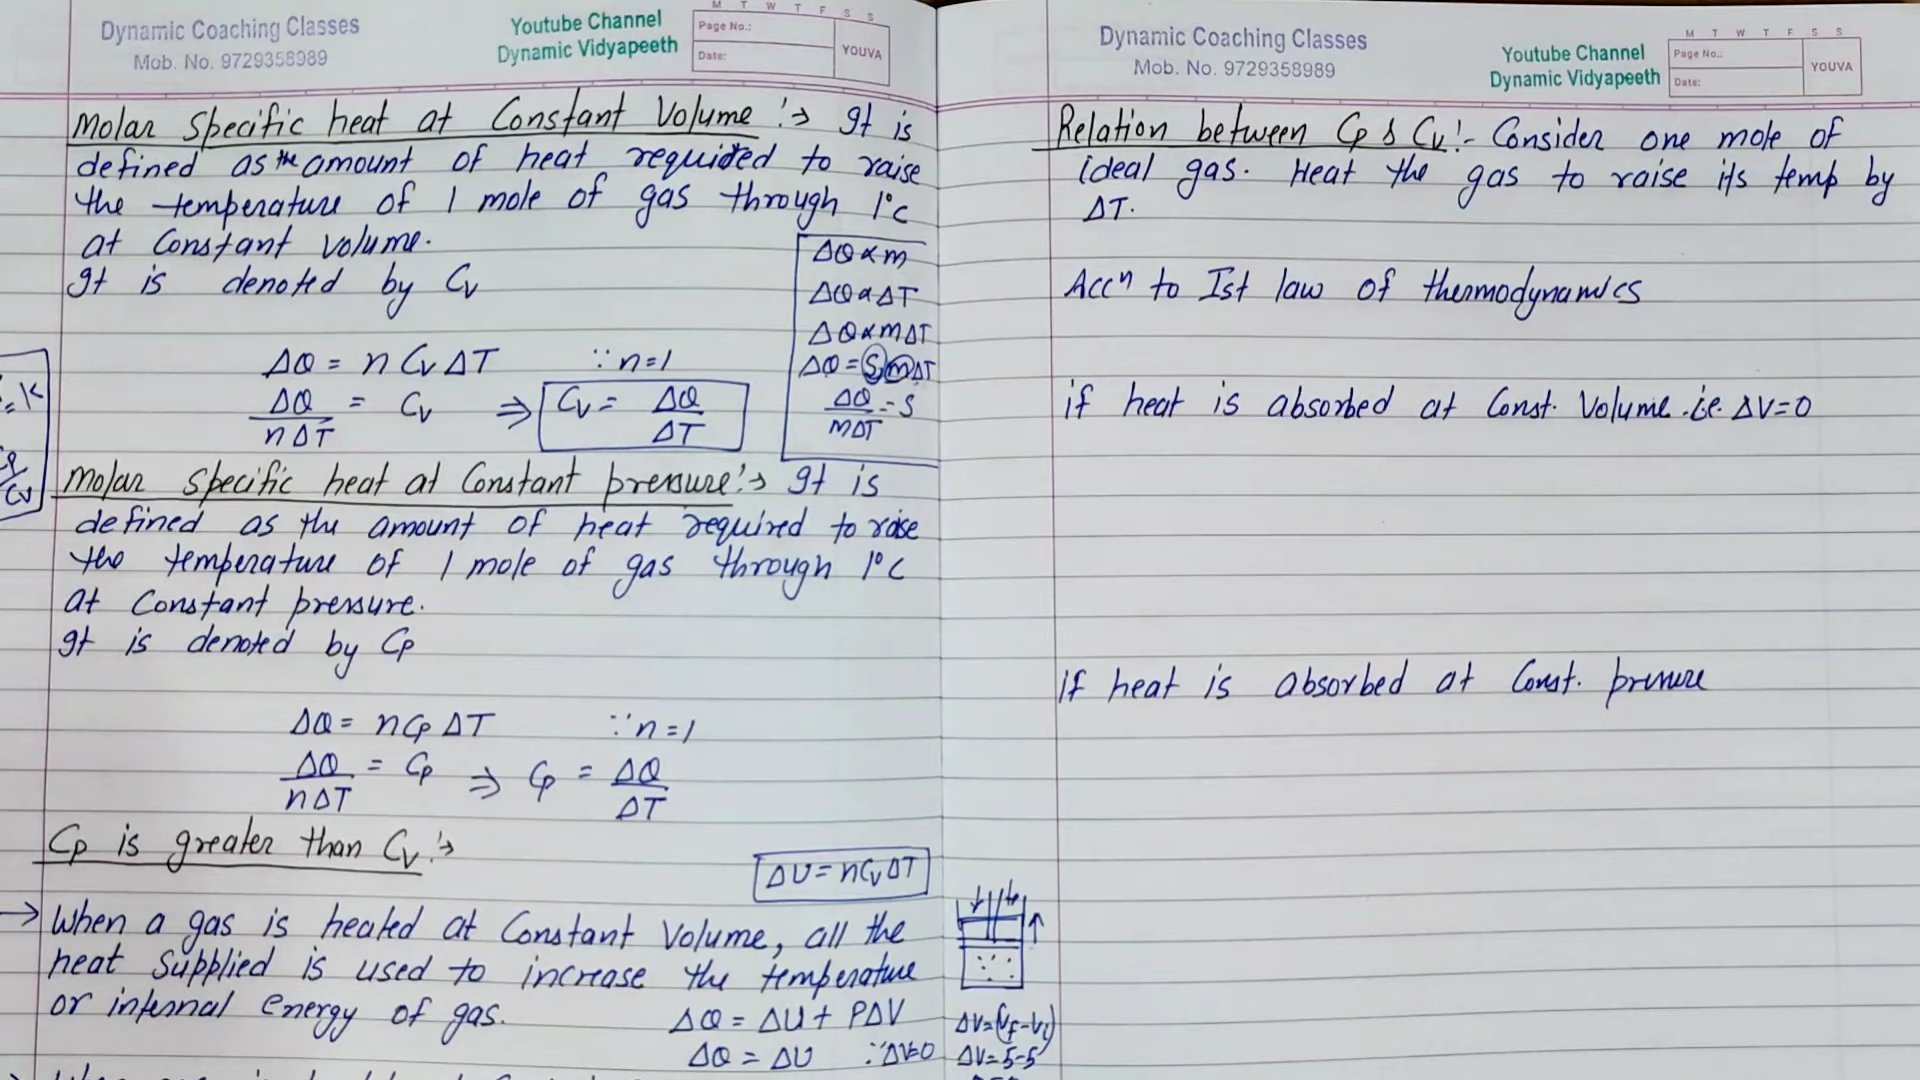 Dynamic Coaching Classes
Mob. No. 9729358989
Youtube Channel
Dynamic Vidyapeeth
M T W T F S S
Page No.:
Date:
YOUVA
Molar Specific heat at Constant Volume :→ It is
defined as the amount of heat required to raise
the temperature of 1 mole of gas through 1°C
at Constant Volume.
It is denoted by Cv
ΔQ ∝ m
ΔQ ∝ ΔT
ΔQ ∝ mΔT
ΔQ = S m ΔT
ΔQ/mΔT = S
ΔQ = n Cv ΔT ∵ n=1
ΔQ/nΔT = Cv ⇒ Cv = ΔQ/ΔT
= K
Cv
Molar Specific heat at Constant pressure :→ It is
defined as the amount of heat required to raise
the temperature of 1 mole of gas through 1°C
at Constant pressure.
It is denoted by Cp
ΔQ = n Cp ΔT ∵ n=1
ΔQ/nΔT = Cp ⇒ Cp = ΔQ/ΔT
Cp is greater than Cv :→
ΔU = nCvΔT
→ When a gas is heated at Constant Volume, all the
heat Supplied is used to increase the temperature
or internal Energy of gas.
ΔQ = ΔU + PΔV
ΔQ = ΔU ∵ ΔV=0
Dynamic Coaching Classes
Mob. No. 9729358989
Youtube Channel
Dynamic Vidyapeeth
M T W T F S S
Page No.:
Date:
YOUVA
Relation between Cp & Cv :- Consider one mole of
ideal gas. Heat the gas to raise its temp by
ΔT.
Accⁿ to Ist law of thermodynamics
if heat is absorbed at Const. Volume .i.e. ΔV=0
if heat is absorbed at Const. pressure
ΔV=(Vf-Vi)
ΔV=5-5